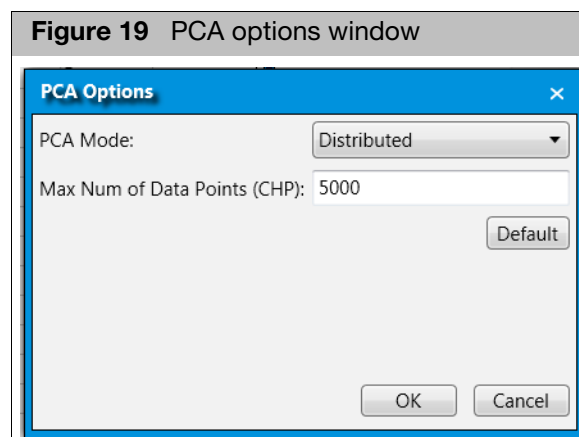 Figure 19 PCA options window
PCA Options
PCA Mode: Distributed
Max Num of Data Points (CHP): 5000
Default
OK Cancel